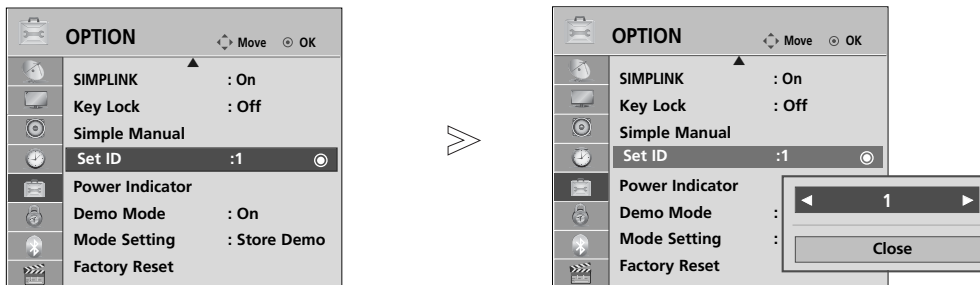 OPTION Move OK
SIMPLINK : On
Key Lock : Off
Simple Manual
Set ID :1
Power Indicator
Demo Mode : On
Mode Setting : Store Demo
Factory Reset
OPTION Move OK
SIMPLINK : On
Key Lock : Off
Simple Manual
Set ID :1
Power Indicator
Demo Mode :
Mode Setting :
Factory Reset
◄ 1 ►
Close